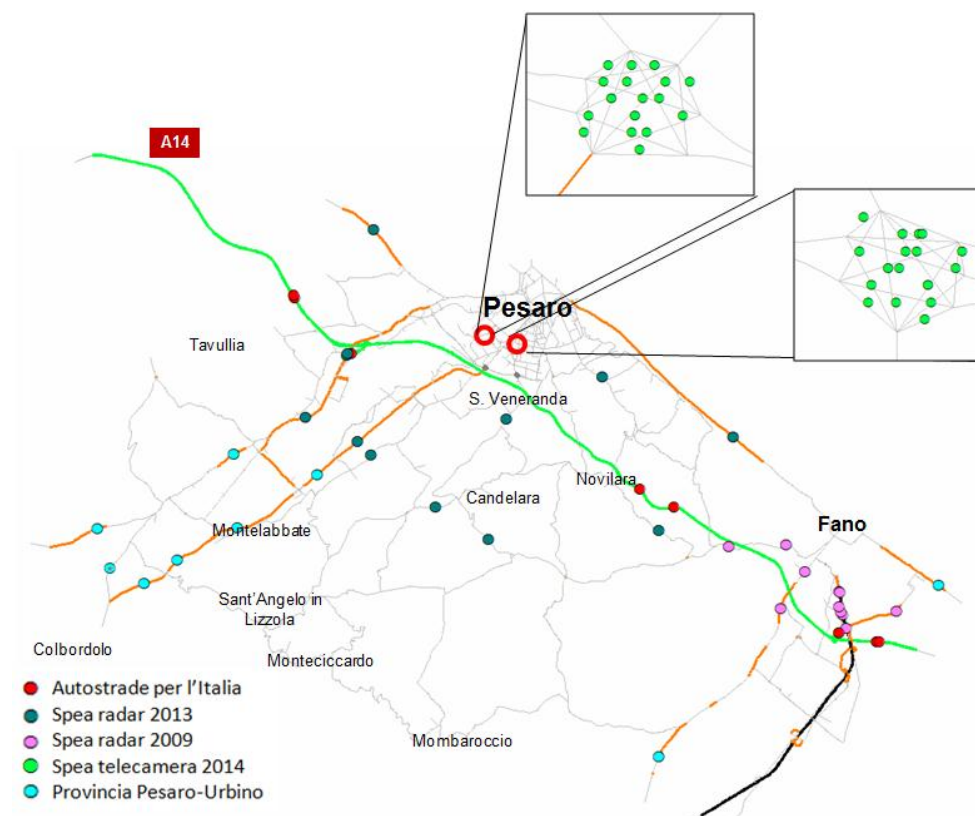 A14
Pesaro
Tavullia
S. Veneranda
Novilara
Candelara
Fano
Montelabbate
Sant'Angelo in
Lizzola
Colbordolo
Monteciccardo
Mombaroccio
Autostrade per l'Italia
Spea radar 2013
Spea radar 2009
Spea telecamera 2014
Provincia Pesaro-Urbino